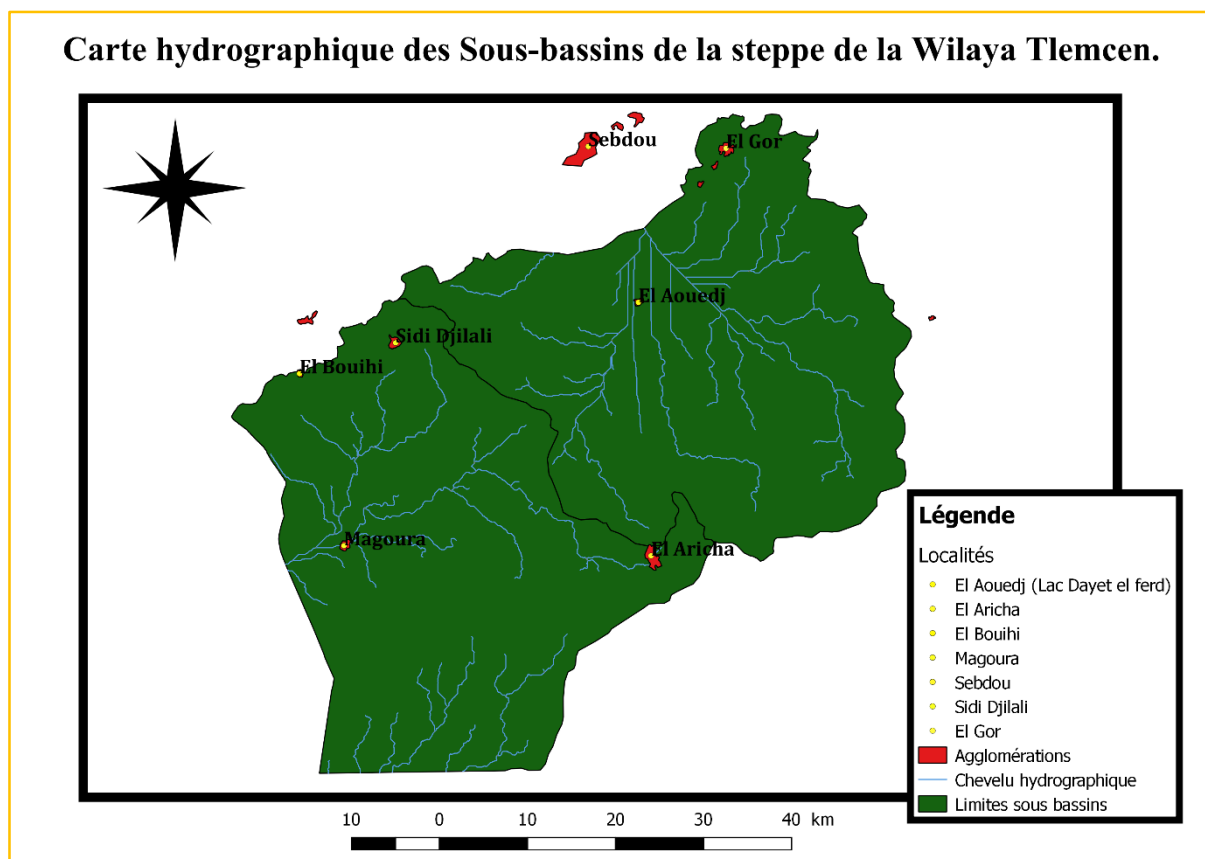 Carte hydrographique des Sous-bassins de la steppe de la Wilaya Tlemcen.
Sebdou
El Gor
El Aouedj
Sidi Djilali
El Bouihi
Magoura
El Aricha
Légende
Localités
El Aouedj (Lac Dayet el ferd)
El Aricha
El Bouihi
Magoura
Sebdou
Sidi Djilali
El Gor
Agglomérations
Chevelu hydrographique
Limites sous bassins
10 0 10 20 30 40 km